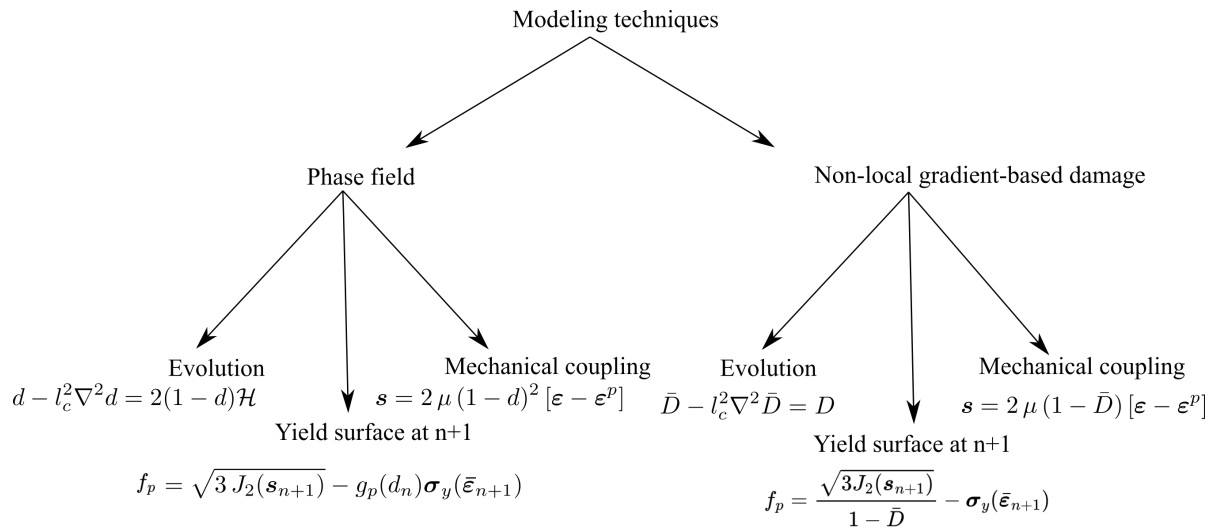 Modeling techniques
Phase field
Non-local gradient-based damage
Evolution
d − l_c^2∇^2d = 2(1 − d)ℋ
Mechanical coupling
𝒔 = 2 μ (1 − d)^2 [𝜺 − 𝜺^p]
Yield surface at n+1
f_p = √(3 J_2(𝒔_{n+1})) − g_p(d_n)𝝈_y(𝜺̄_{n+1})
Evolution
D̄ − l_c^2∇^2D̄ = D
Mechanical coupling
𝒔 = 2 μ (1 − D̄) [𝜺 − 𝜺^p]
Yield surface at n+1
f_p = √(3J_2(𝒔_{n+1})) / (1 − D̄) − 𝝈_y(𝜺̄_{n+1})